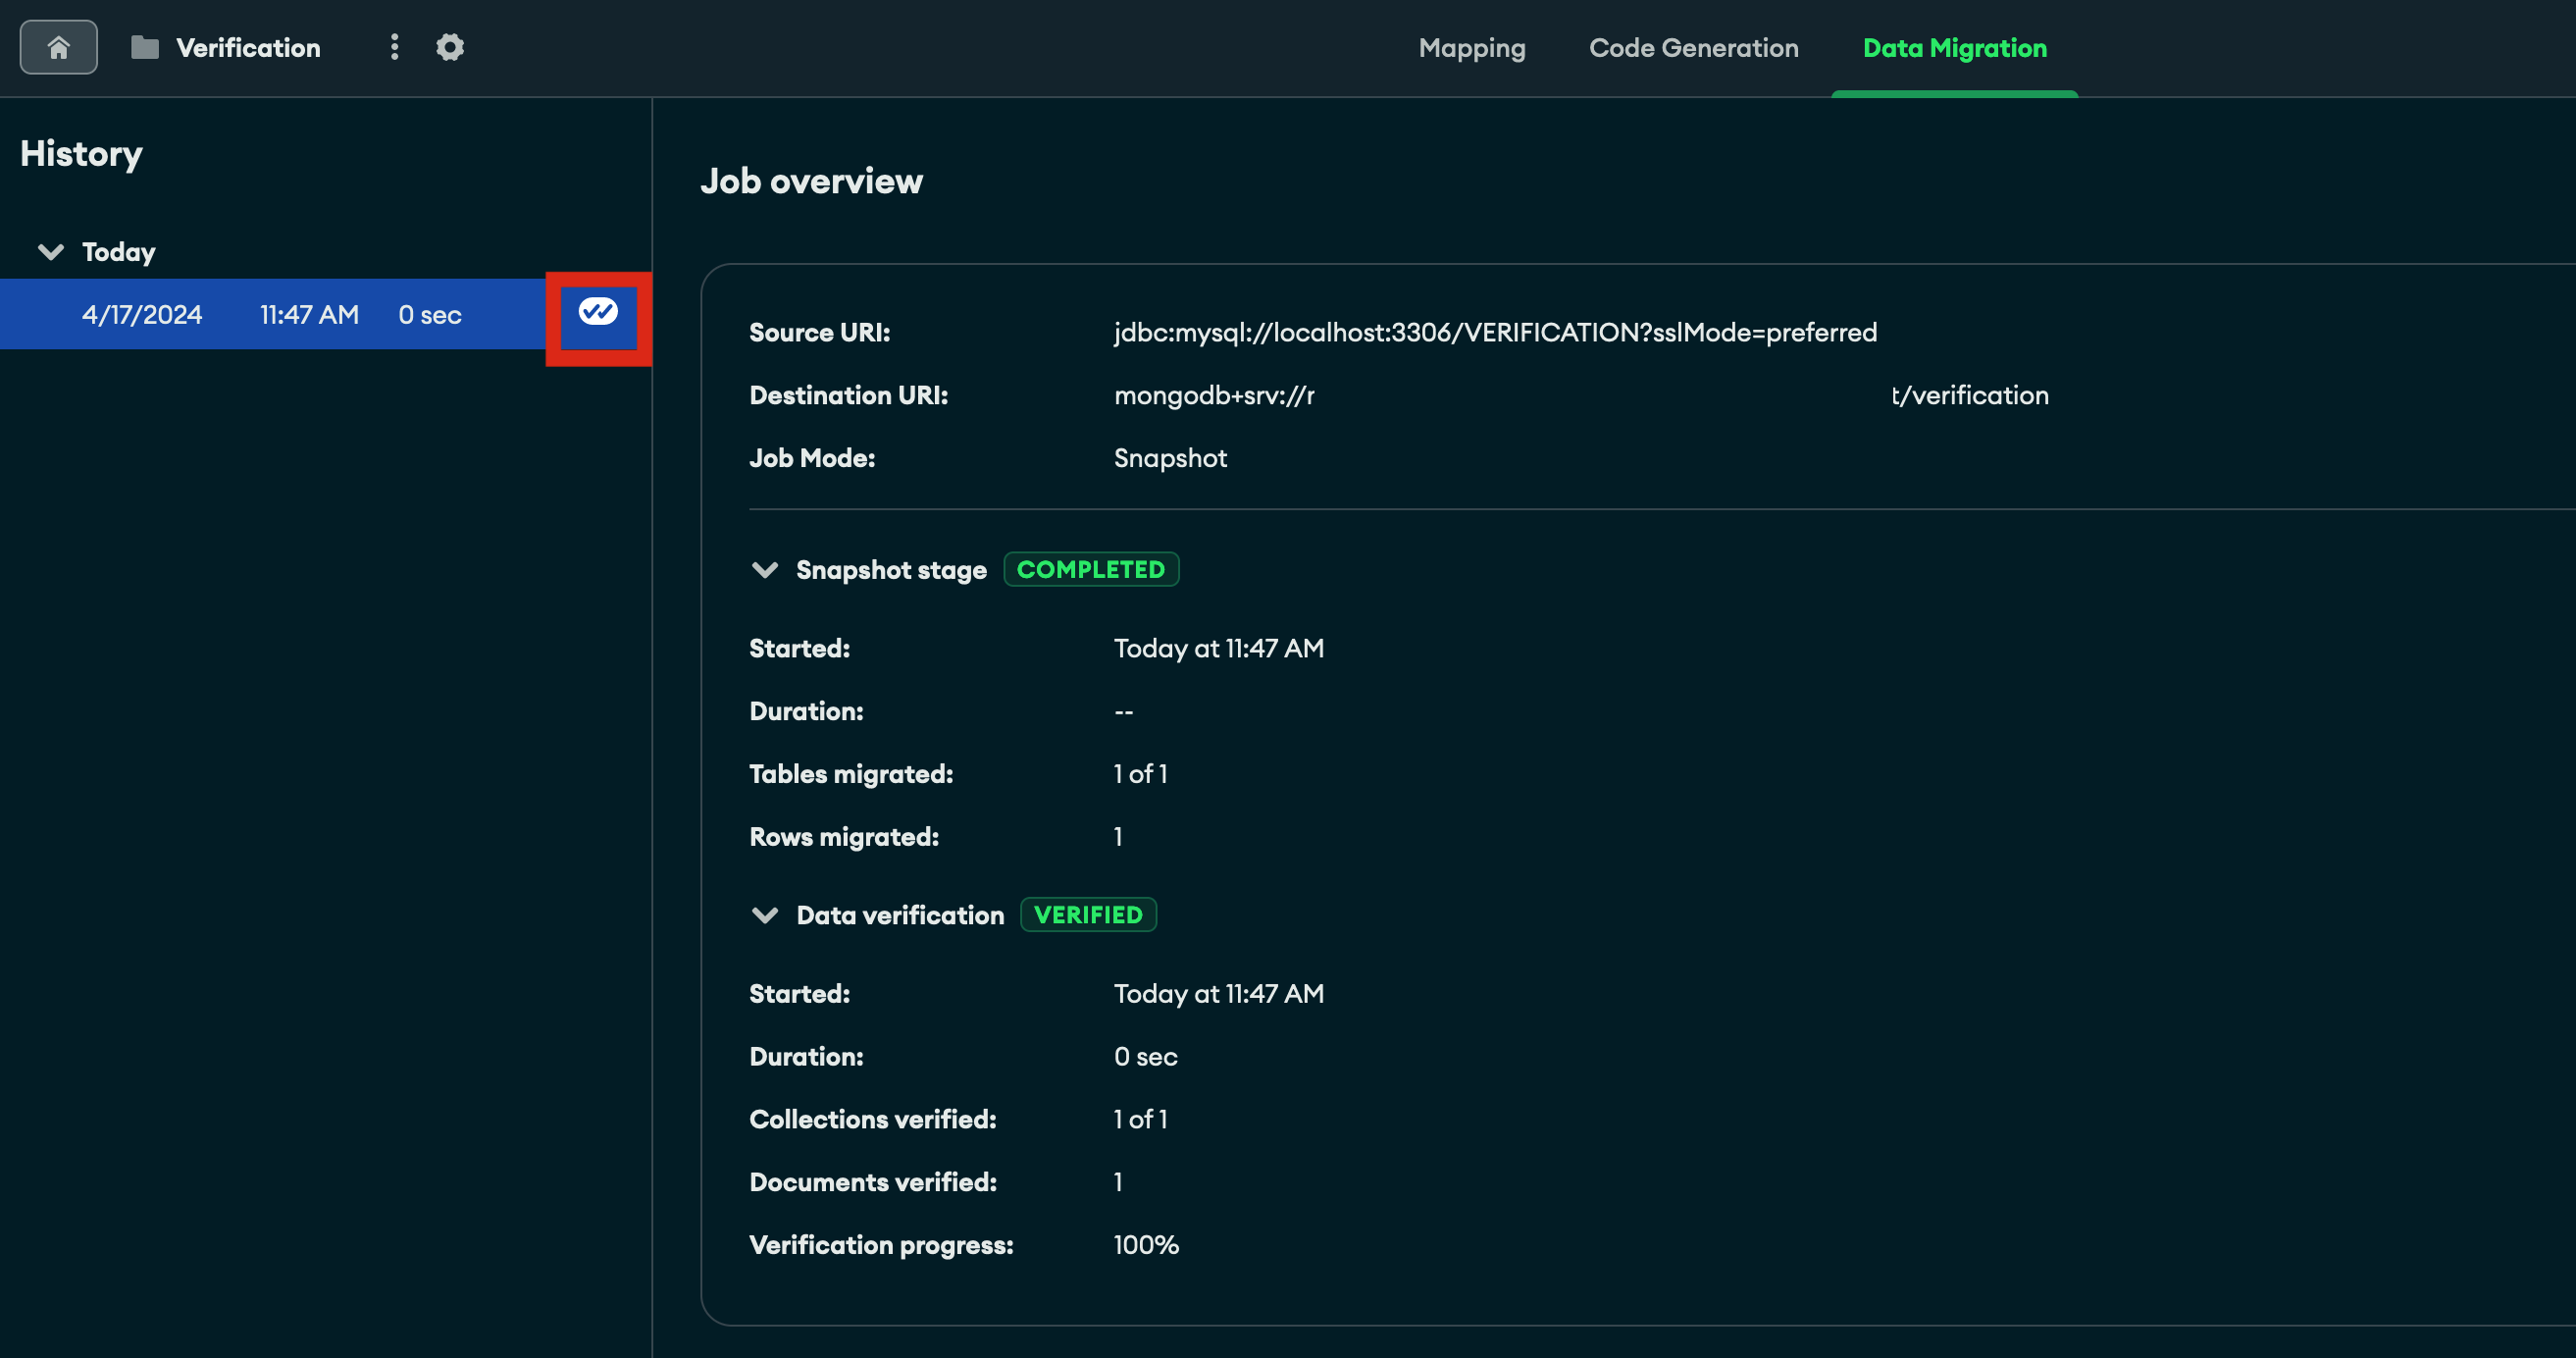 Verification
Mapping Code Generation Data Migration
History
Today
4/17/2024 11:47 AM 0 sec
Job overview
Source URI: jdbc:mysql://localhost:3306/VERIFICATION?sslMode=preferred
Destination URI: mongodb+srv://r t/verification
Job Mode: Snapshot
Snapshot stage COMPLETED
Started: Today at 11:47 AM
Duration: --
Tables migrated: 1 of 1
Rows migrated: 1
Data verification VERIFIED
Started: Today at 11:47 AM
Duration: 0 sec
Collections verified: 1 of 1
Documents verified: 1
Verification progress: 100%